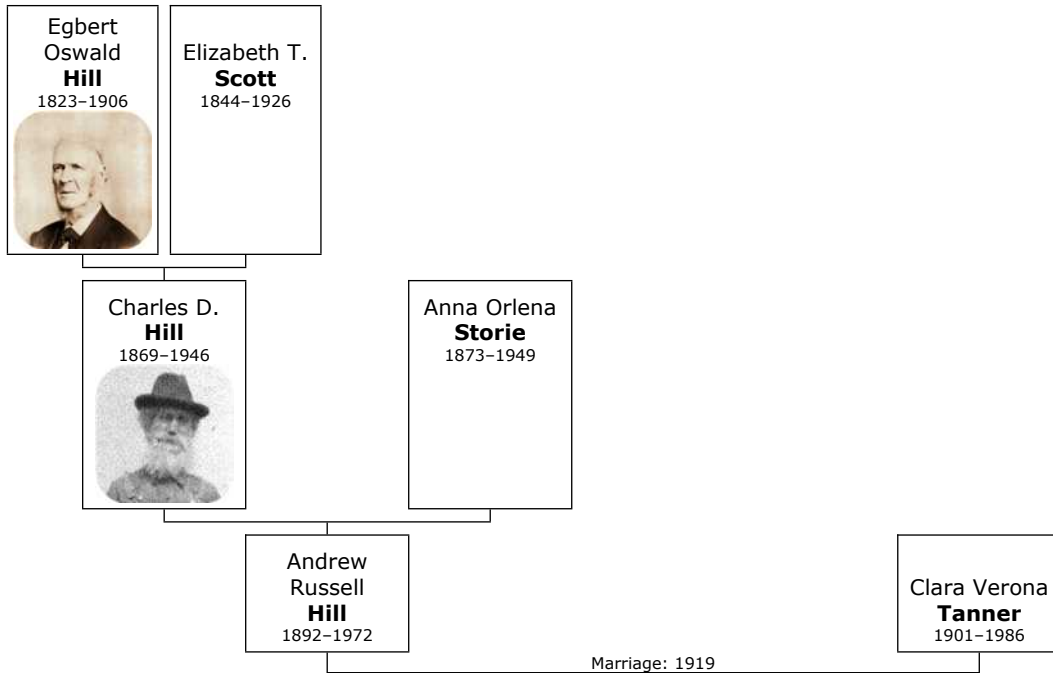 Egbert
Oswald
Hill
1823–1906
Elizabeth T.
Scott
1844–1926
Charles D.
Hill
1869–1946
Anna Orlena
Storie
1873–1949
Andrew
Russell
Hill
1892–1972
Clara Verona
Tanner
1901–1986
Marriage: 1919